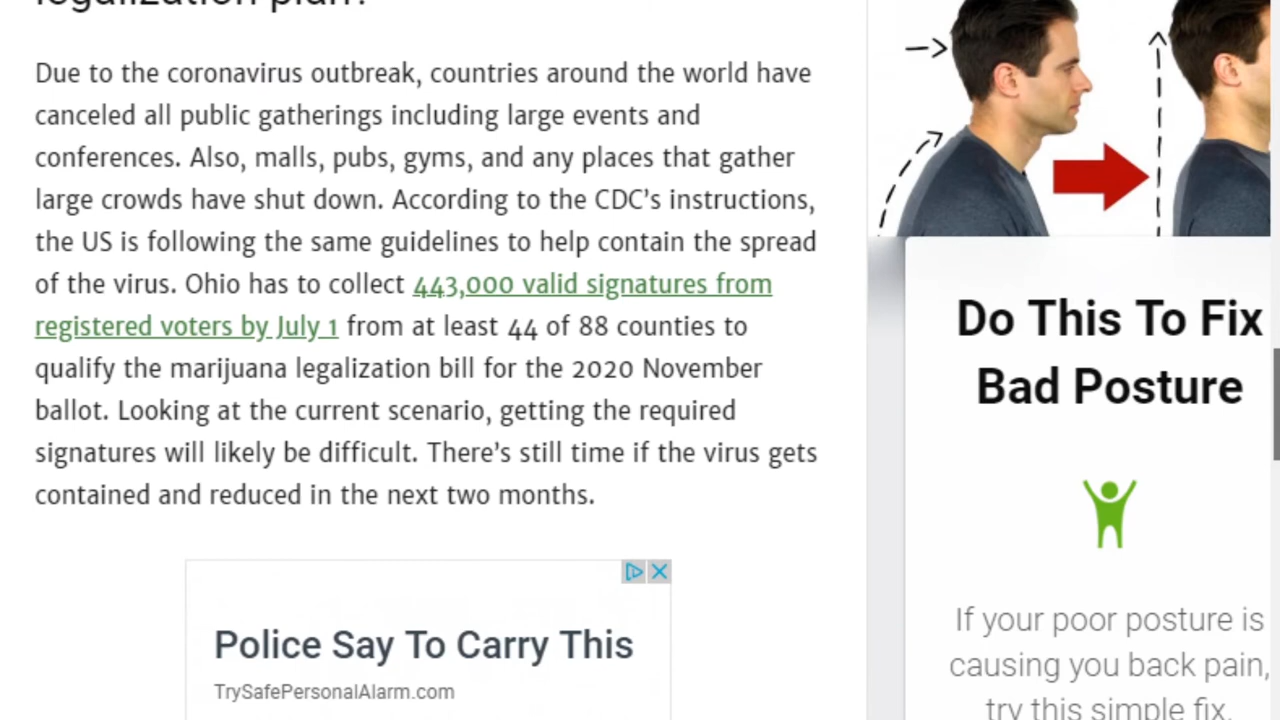 legalization plan?
Due to the coronavirus outbreak, countries around the world have
canceled all public gatherings including large events and
conferences. Also, malls, pubs, gyms, and any places that gather
large crowds have shut down. According to the CDC’s instructions,
the US is following the same guidelines to help contain the spread
of the virus. Ohio has to collect 443,000 valid signatures from
registered voters by July 1 from at least 44 of 88 counties to
qualify the marijuana legalization bill for the 2020 November
ballot. Looking at the current scenario, getting the required
signatures will likely be difficult. There’s still time if the virus gets
contained and reduced in the next two months.
Police Say To Carry This
TrySafePersonalAlarm.com
Do This To Fix
Bad Posture
If your poor posture is
causing you back pain,
try this simple fix.